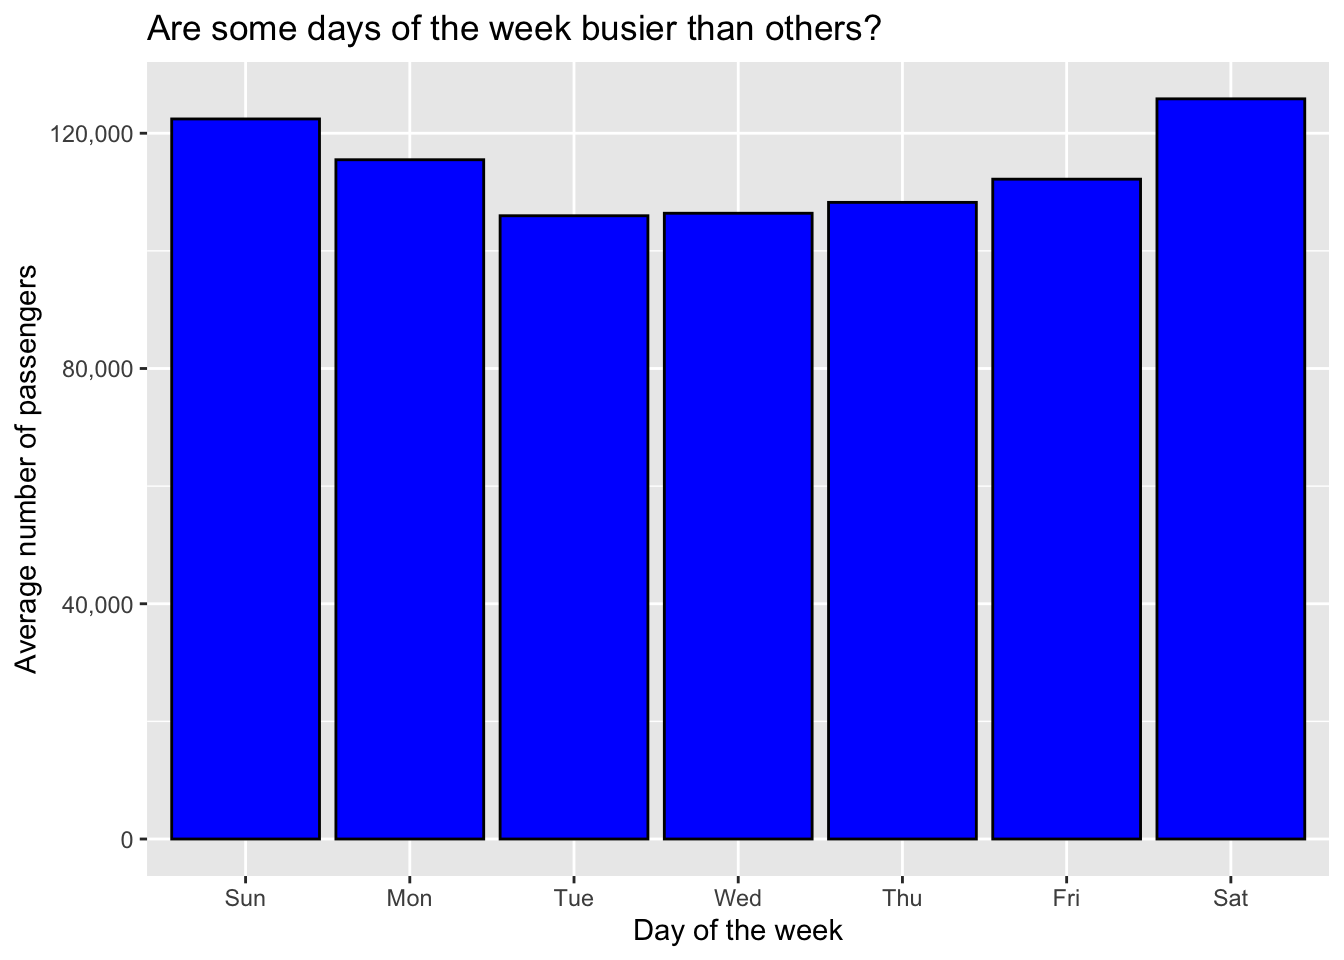 Are some days of the week busier than others?
Average number of passengers
120,000
80,000
40,000
0
Sun Mon Tue Wed Thu Fri Sat
Day of the week